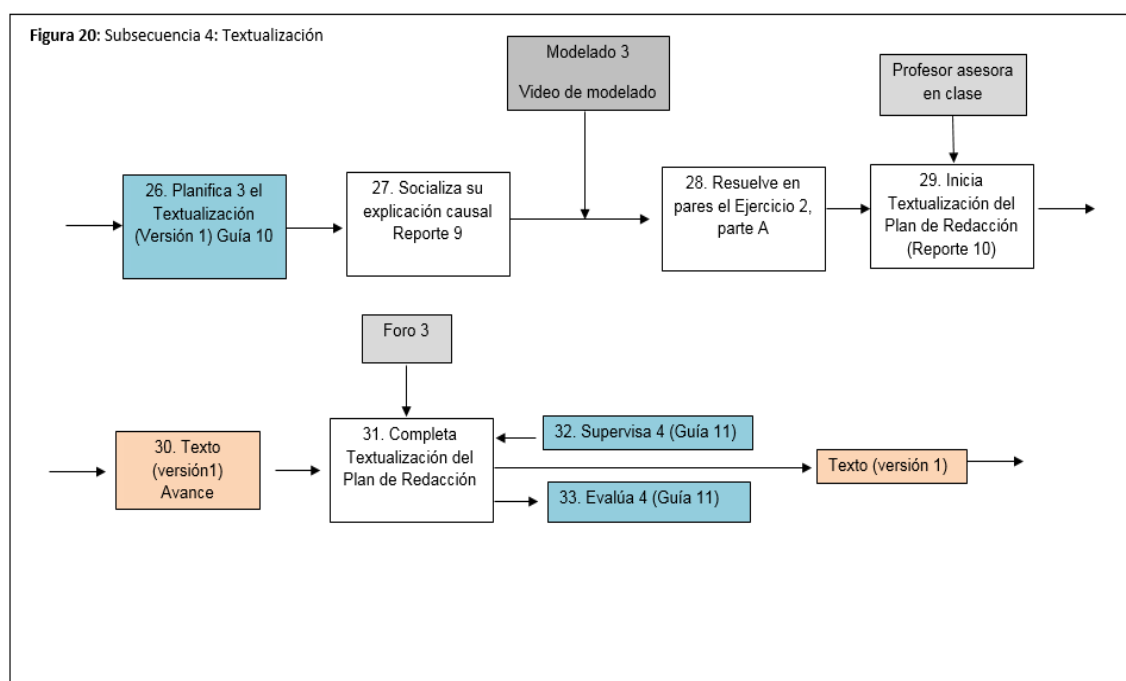 Figura 20: Subsecuencia 4: Textualización
Modelado 3
Video de modelado
Profesor asesora
en clase
26. Planifica 3 el
Textualización
(Versión 1) Guía 10
27. Socializa su
explicación causal
Reporte 9
28. Resuelve en
pares el Ejercicio 2,
parte A
29. Inicia
Textualización del
Plan de Redacción
(Reporte 10)
Foro 3
30. Texto
(versión1)
Avance
31. Completa
Textualización del
Plan de Redacción
32. Supervisa 4 (Guía 11)
33. Evalúa 4 (Guía 11)
Texto (versión 1)